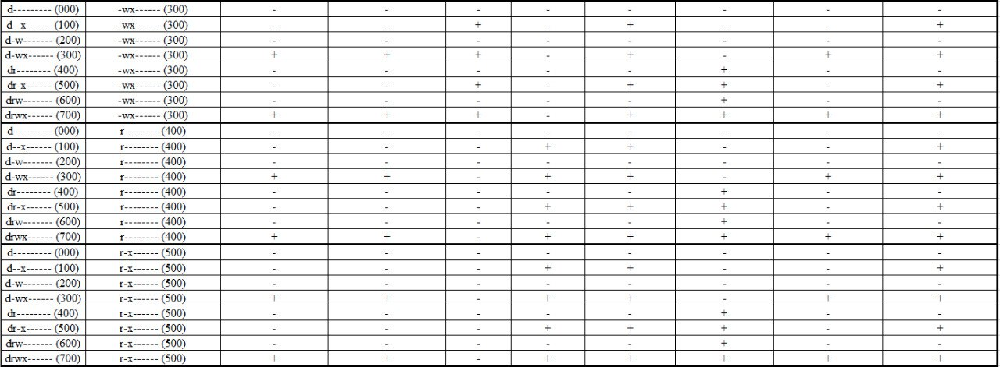 d--------- (000) -wx------ (300) - - - - - - - -
d--x------ (100) -wx------ (300) - - + - + - - +
d-w------- (200) -wx------ (300) - - - - - - - -
d-wx------ (300) -wx------ (300) + + + - + - + +
dr-------- (400) -wx------ (300) - - - - - + - -
dr-x------ (500) -wx------ (300) - - + - + + - +
drw------- (600) -wx------ (300) - - - - - + - -
drwx------ (700) -wx------ (300) + + + - + + + +
d--------- (000) r-------- (400) - - - - - - - -
d--x------ (100) r-------- (400) - - - + + - - +
d-w------- (200) r-------- (400) - - - - - - - -
d-wx------ (300) r-------- (400) + + - + + - + +
dr-------- (400) r-------- (400) - - - - - + - -
dr-x------ (500) r-------- (400) - - - + + + - +
drw------- (600) r-------- (400) - - - - - + - -
drwx------ (700) r-------- (400) + + - + + + + +
d--------- (000) r-x------ (500) - - - - - - - -
d--x------ (100) r-x------ (500) - - - + + - - +
d-w------- (200) r-x------ (500) - - - - - - - -
d-wx------ (300) r-x------ (500) + + - + + - + +
dr-------- (400) r-x------ (500) - - - - - + - -
dr-x------ (500) r-x------ (500) - - - + + + - +
drw------- (600) r-x------ (500) - - - - - + - -
drwx------ (700) r-x------ (500) + + - + + + + +